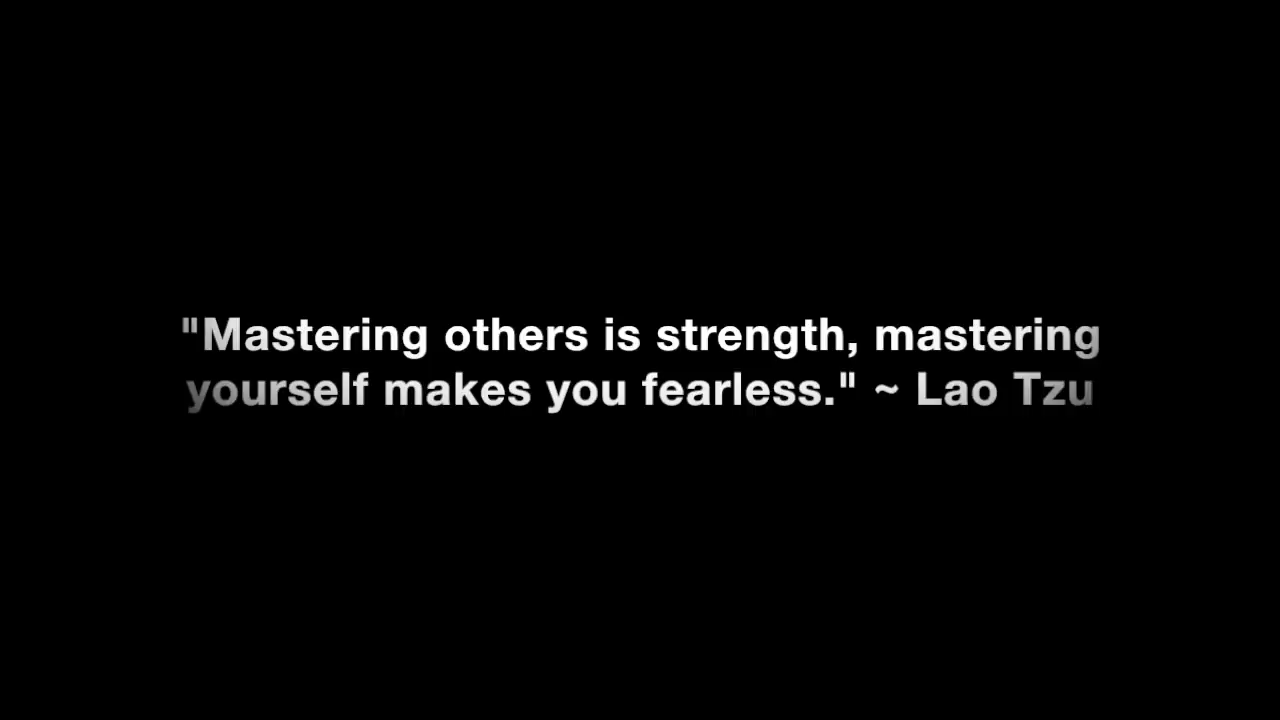 "Mastering others is strength, mastering
yourself makes you fearless." ~ Lao Tzu